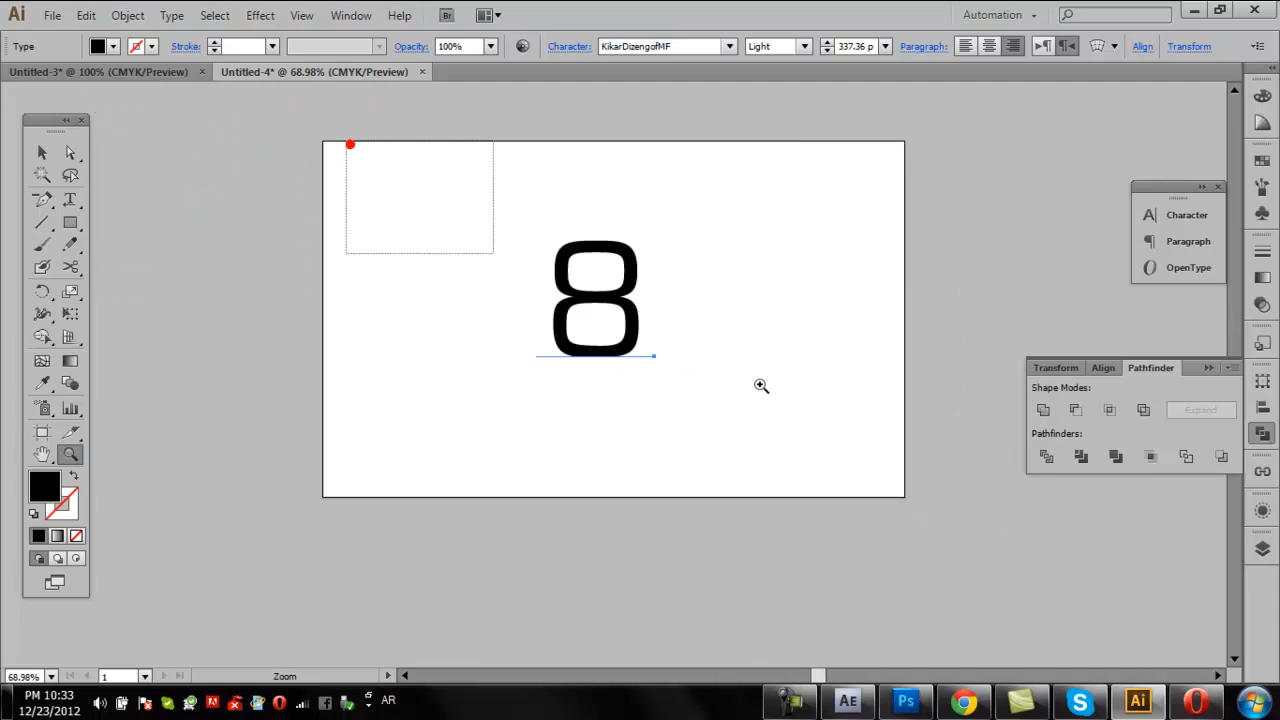 Ai File Edit Object Type Select Effect View Window Help Br Automation
Type Stroke: Opacity: 100% Character: KikarDizengofMF Light 337.36 p Paragraph: Align Transform
Untitled-3* @ 100% (CMYK/Preview) × Untitled-4* @ 68.98% (CMYK/Preview) ×
8
A| Character
¶ Paragraph
O OpenType
Transform Align Pathfinder
Shape Modes:
Expand
Pathfinders:
68.98% 1 Zoom
PM 10:33
12/23/2012
AR
AE Ps Ai